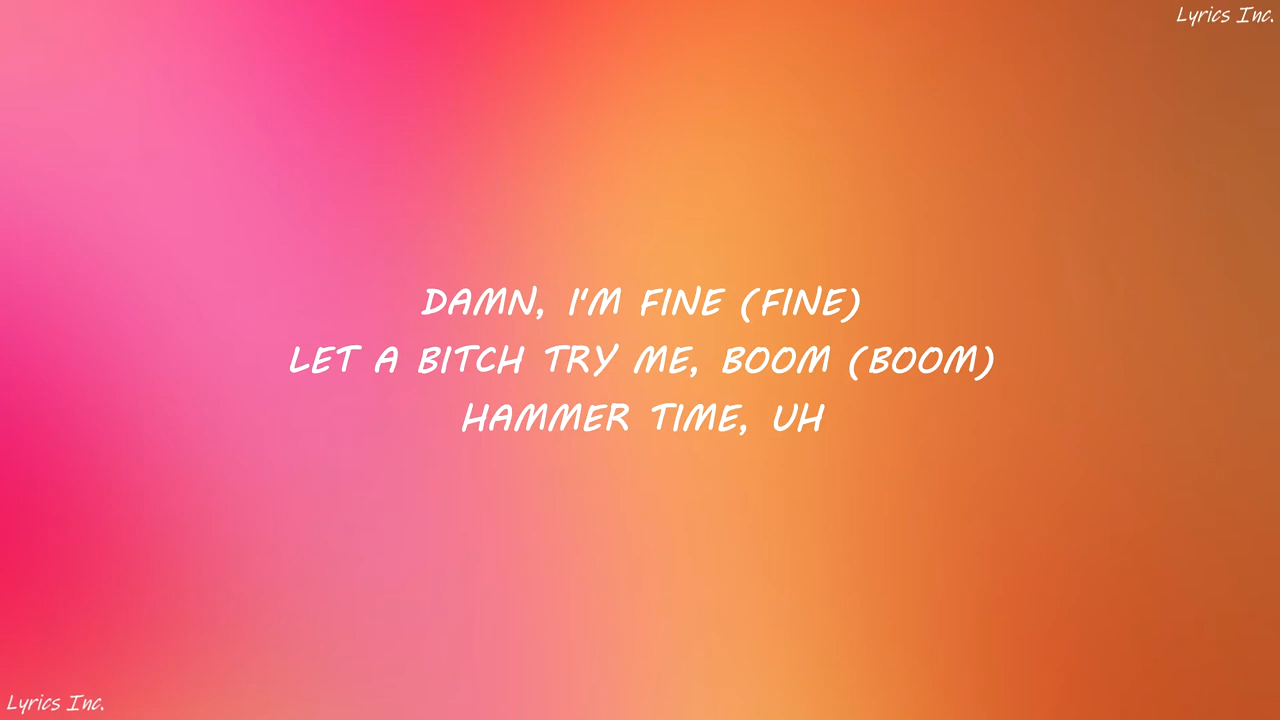 Lyrics Inc.
DAMN, I'M FINE (FINE)
LET A BITCH TRY ME, BOOM (BOOM)
HAMMER TIME, UH
Lyrics Inc.